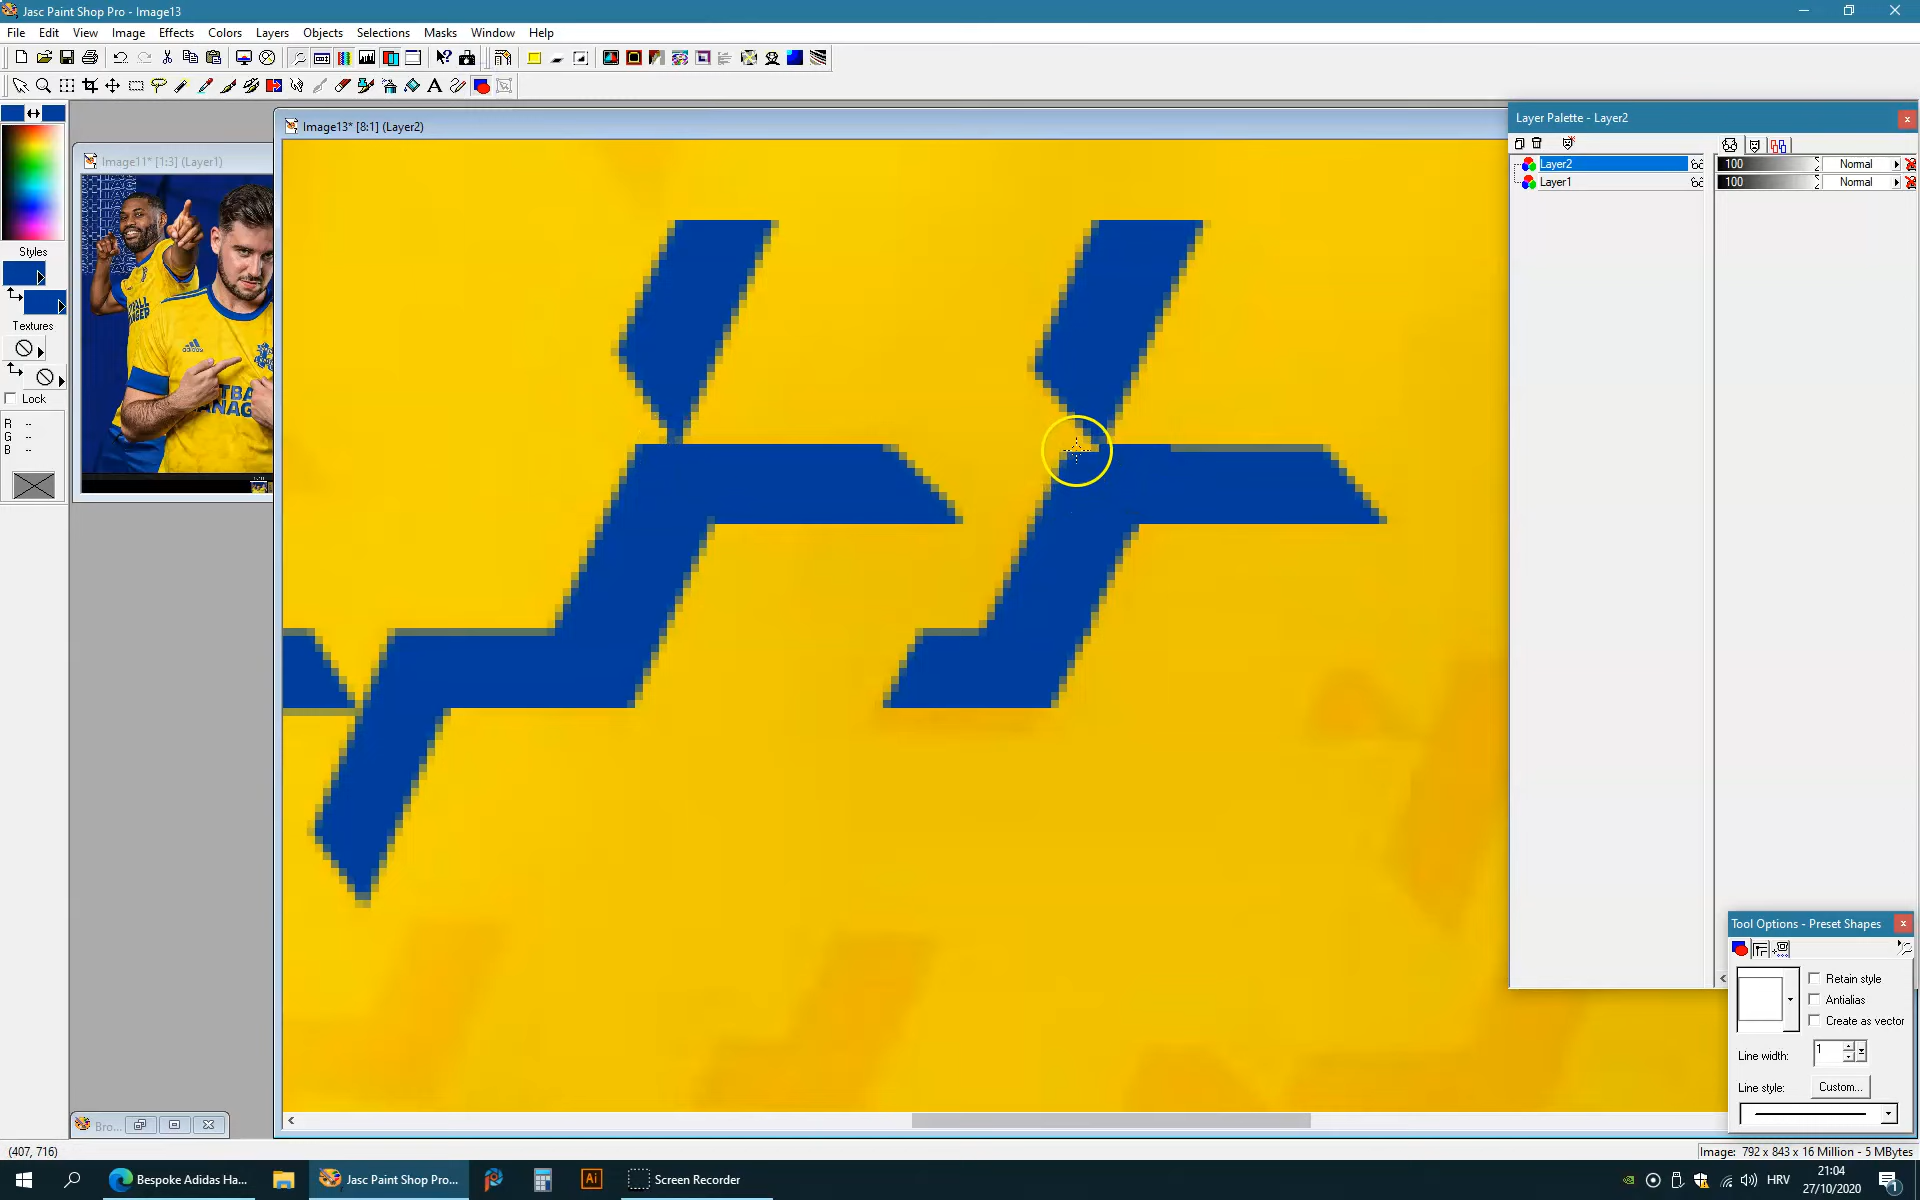 Jasc Paint Shop Pro - Image13
File Edit View Image Effects Colors Layers Objects Selections Masks Window Help
Image13* [8:1] (Layer2)
Layer Palette - Layer2
Image11* [1:3] (Layer1)
Layer2
100
Normal
Layer1
100
Normal
Styles
Textures
Lock
R --
G --
B --
adidas
Tool Options - Preset Shapes
Retain style
Antialias
Create as vector
Line width:
1
Line style:
Custom...
Bro...
(407, 716)
Image: 792 x 843 x 16 Million - 5 MBytes
Bespoke Adidas Ha...
Jasc Paint Shop Pro...
Ai
Screen Recorder
HRV
21:04
27/10/2020
1